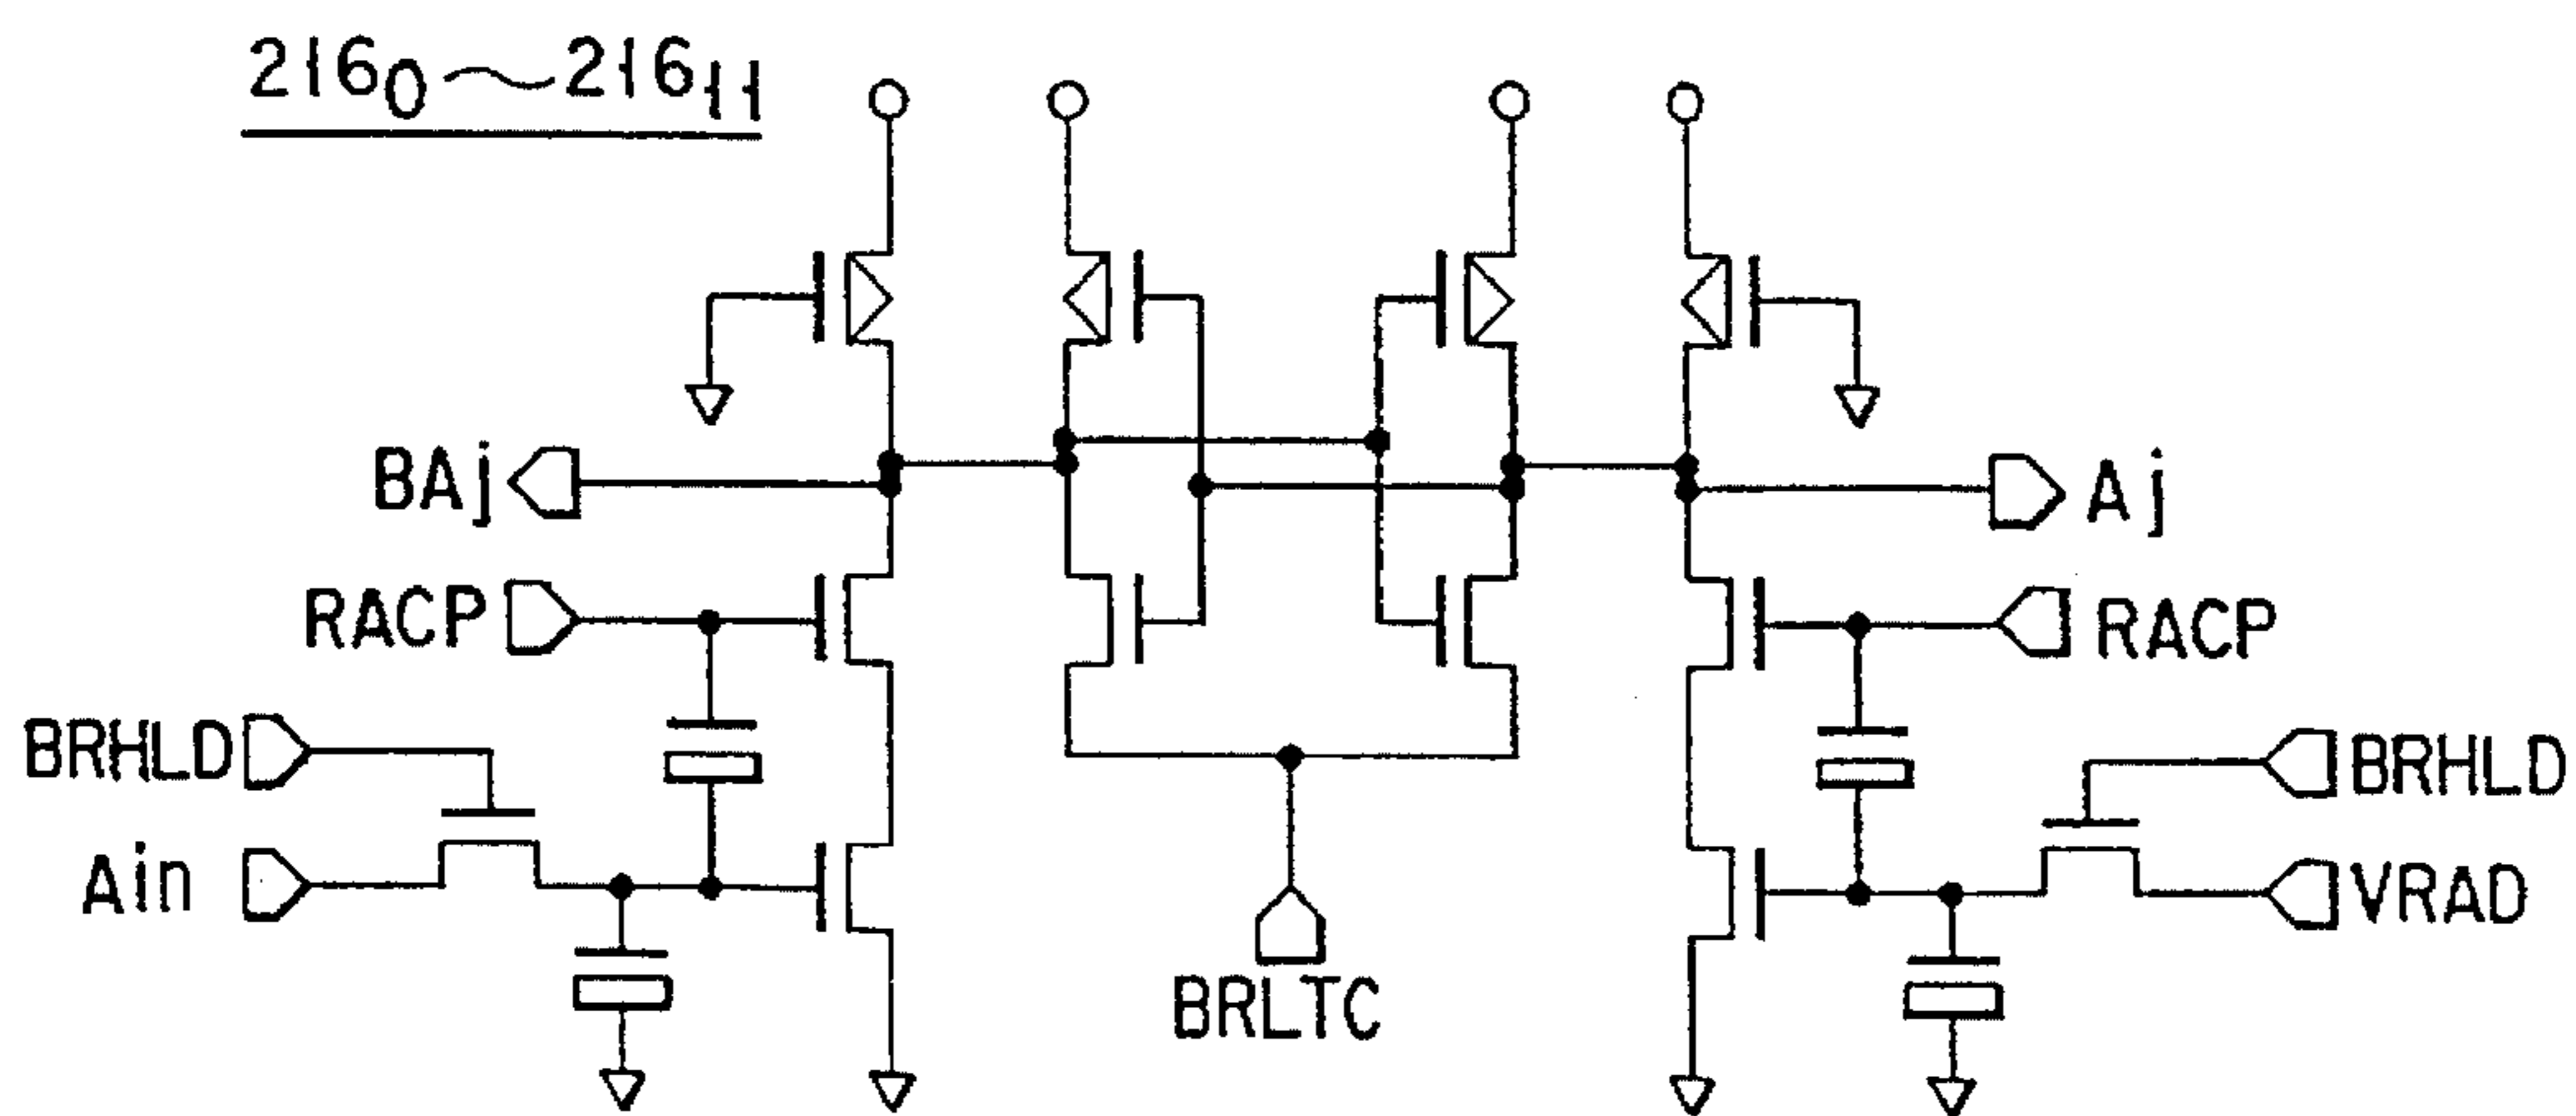 216₀～216₁₁
BAj
Aj
RACP
RACP
BRHLD
BRHLD
Ain
VRAD
BRLTC